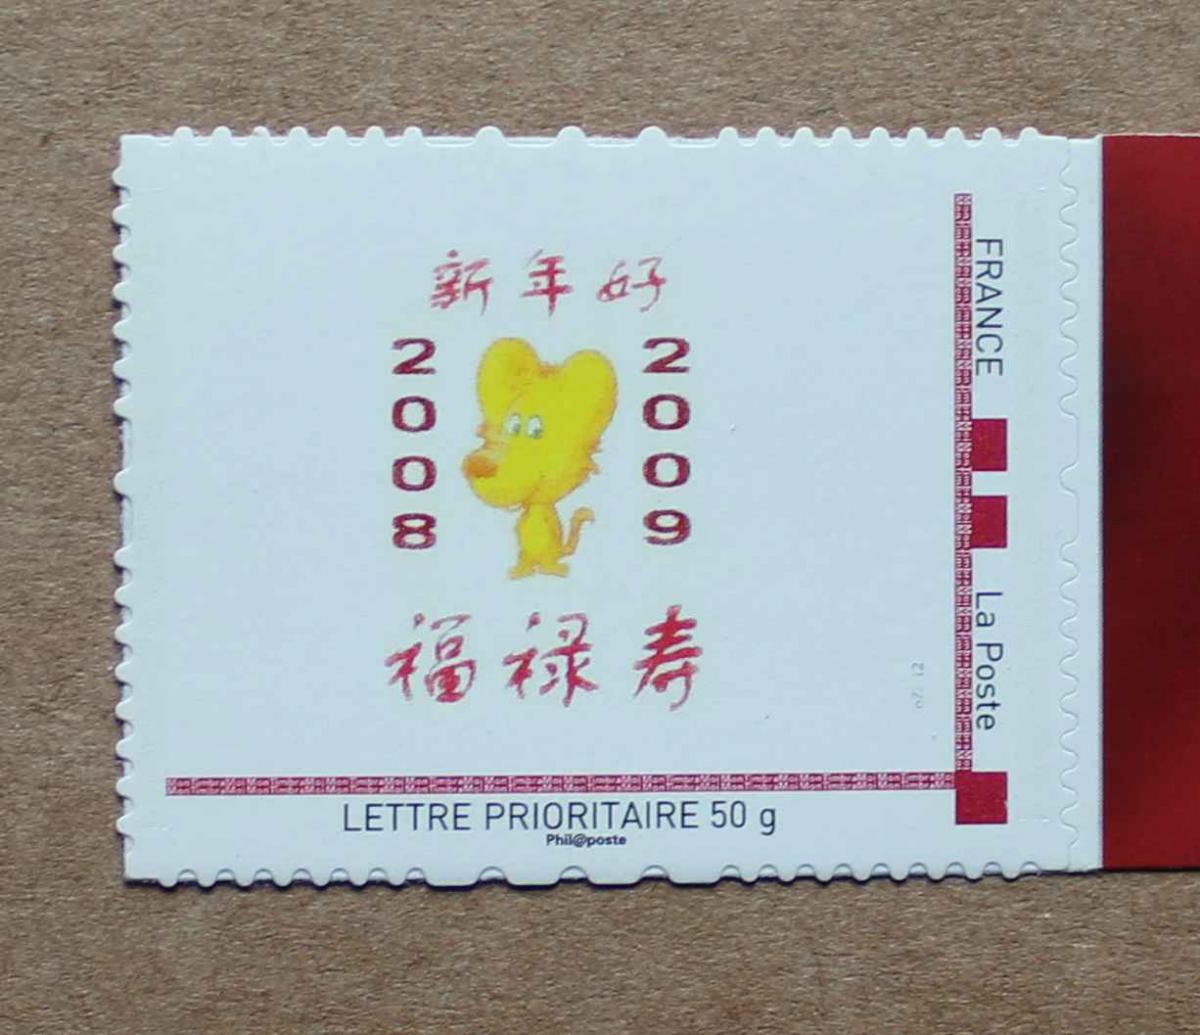 新年好
2008
2009
福禄寿
FRANCE
La Poste
LETTRE PRIORITAIRE 50 g
Phil@poste